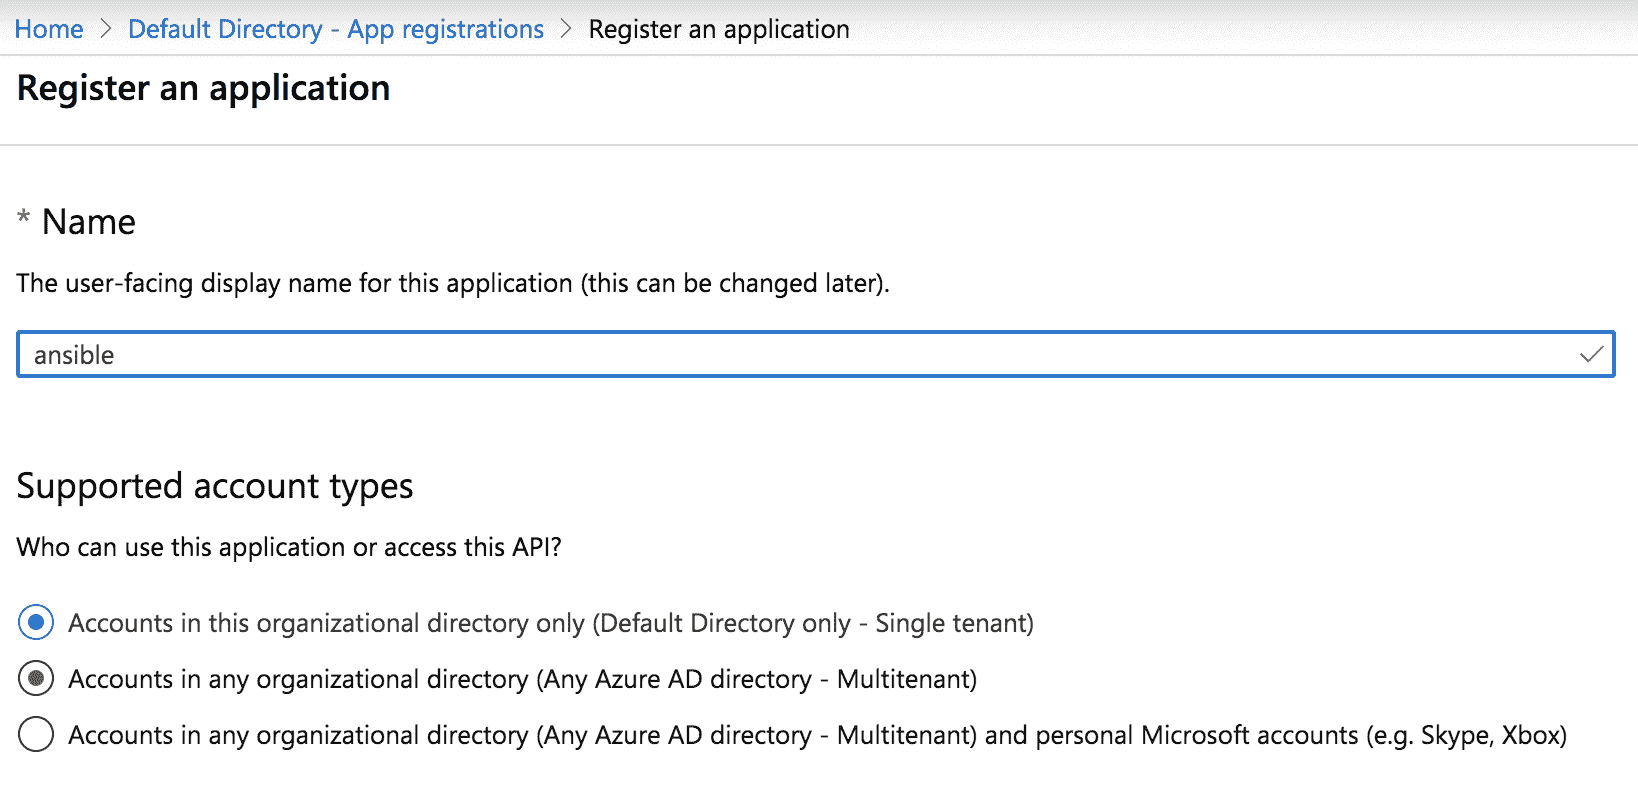 Home > Default Directory - App registrations > Register an application
Register an application
* Name
The user-facing display name for this application (this can be changed later).
ansible
Supported account types
Who can use this application or access this API?
Accounts in this organizational directory only (Default Directory only - Single tenant)
Accounts in any organizational directory (Any Azure AD directory - Multitenant)
Accounts in any organizational directory (Any Azure AD directory - Multitenant) and personal Microsoft accounts (e.g. Skype, Xbox)